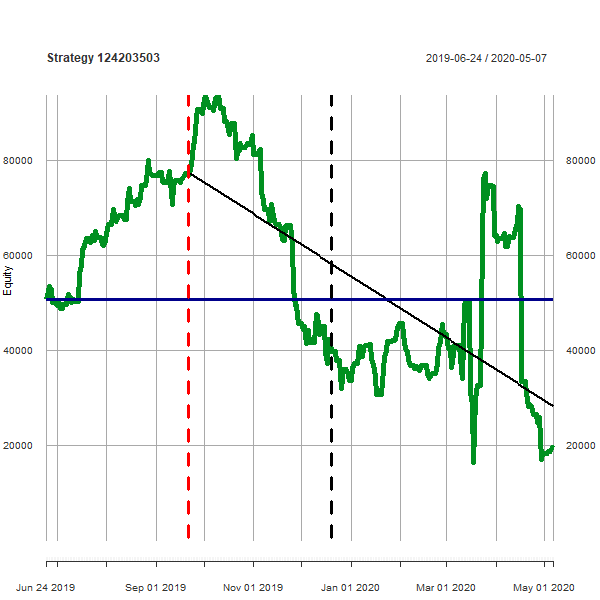 Strategy 124203503
2019-06-24 / 2020-05-07
80000
80000
60000
60000
Equity
40000
40000
20000
20000
Jun 24 2019
Sep 01 2019
Nov 01 2019
Jan 01 2020
Mar 01 2020
May 01 2020